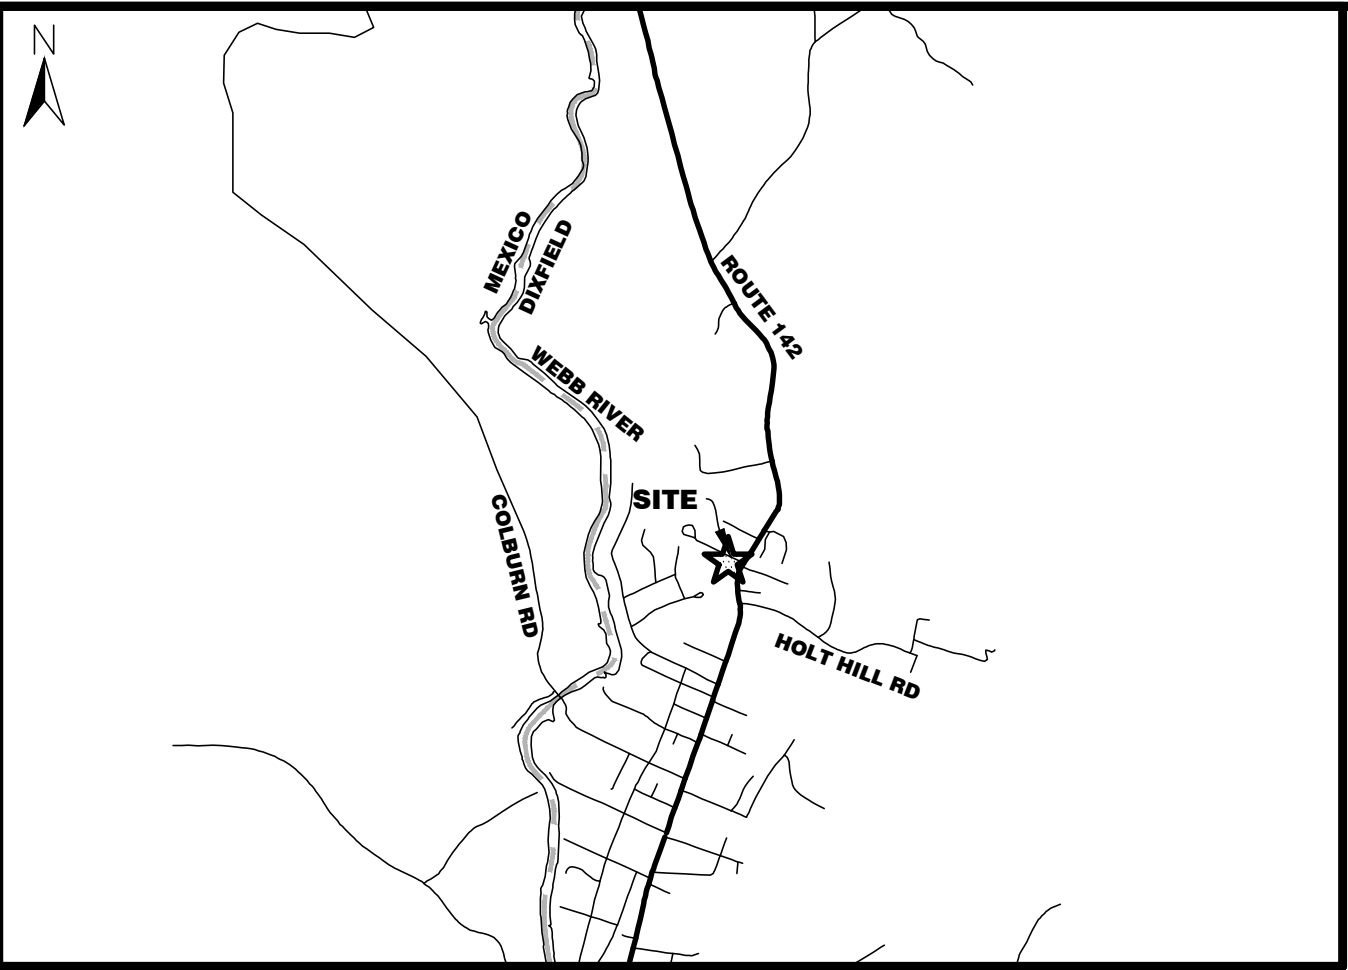 N
MEXICO
DIXFIELD
ROUTE 142
WEBB RIVER
SITE
COLBURN RD
HOLT HILL RD